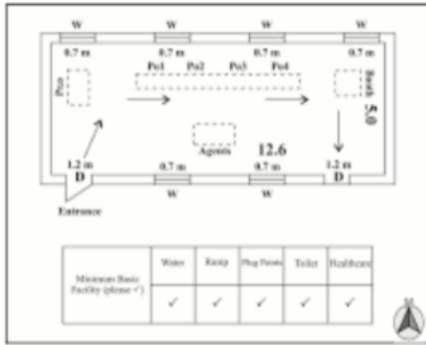 W W W W
0.7 m 0.7 m 0.7 m 0.7 m
Po1 Po2 Po3 Po4
Booth
5.0
Agents
12.6
1.2 m 0.7 m 0.7 m 1.2 m
D D
W W
Entrance
Minimum Basic Facility (please ✓) Water Ramp Plug Points Toilet Healthcare
✓ ✓ ✓ ✓ ✓